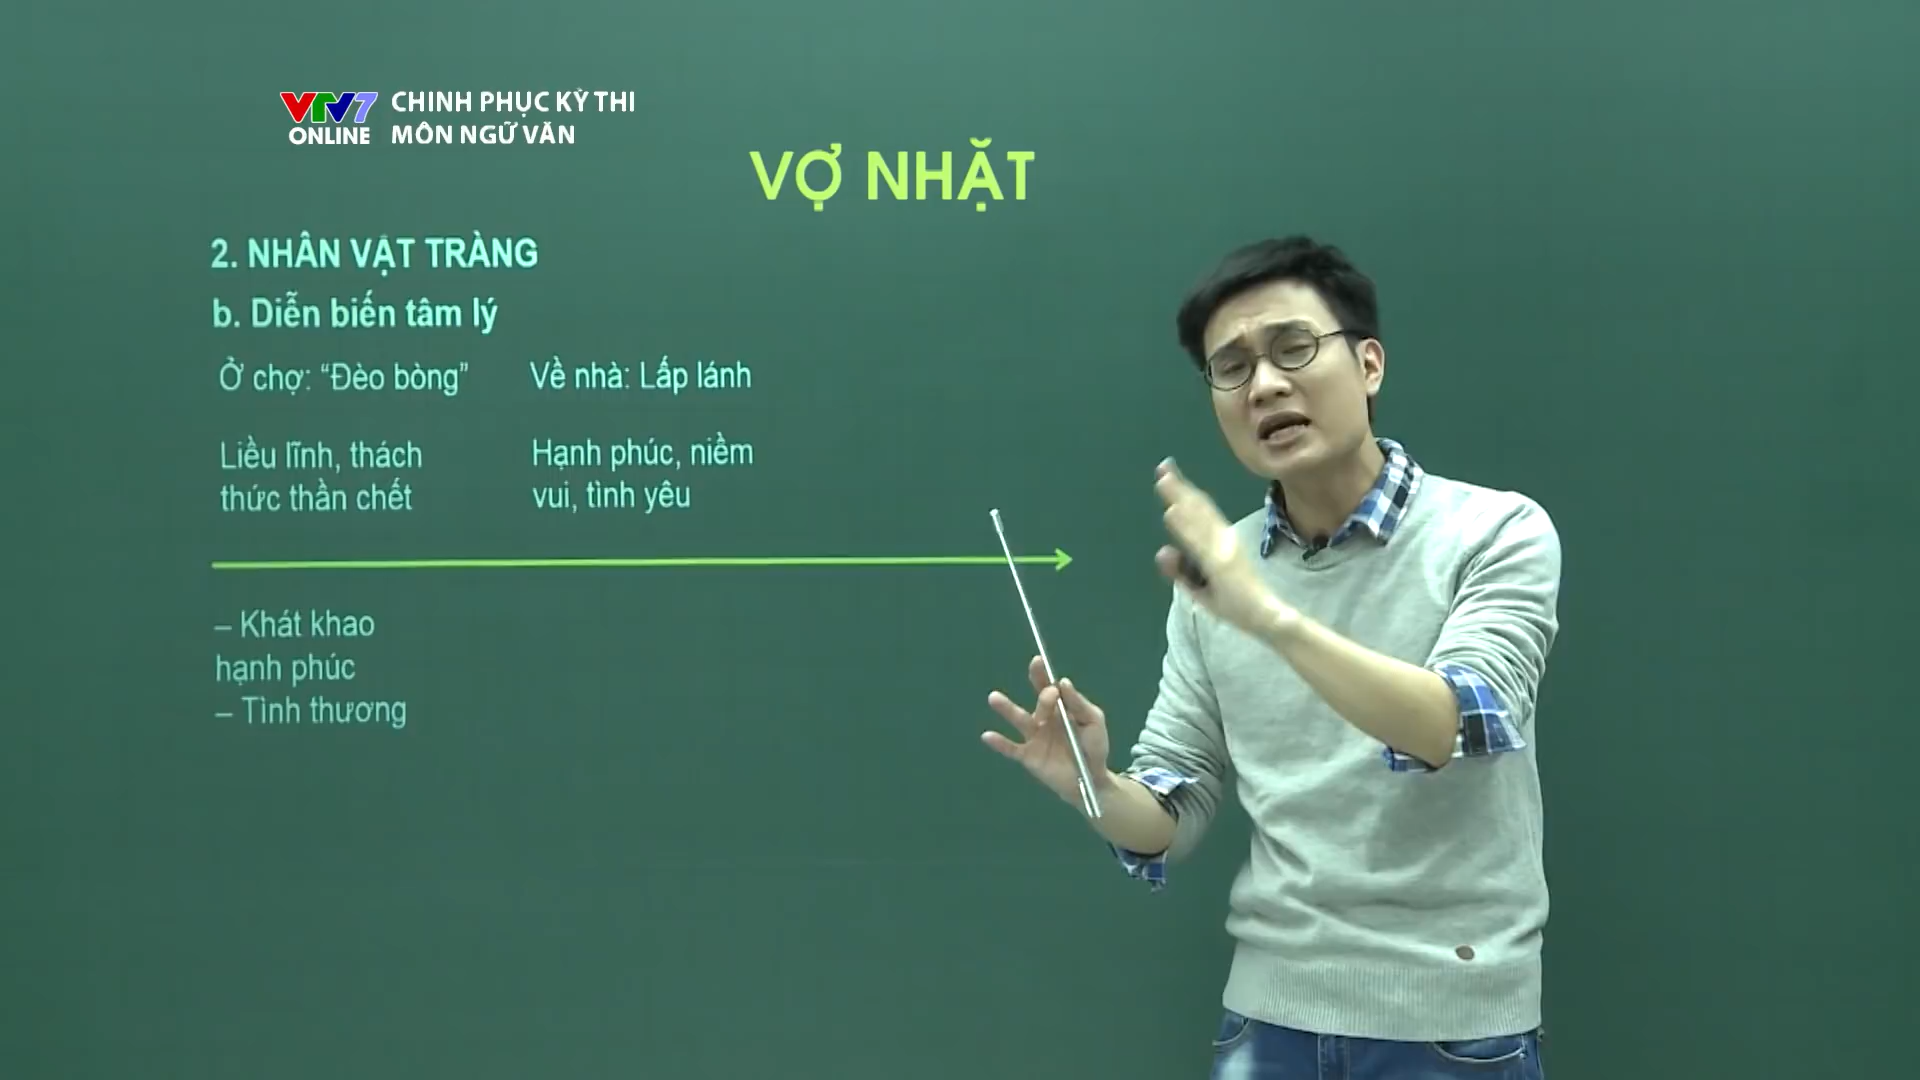 VTV7
ONLINE
CHINH PHỤC KỲ THI
MÔN NGỮ VĂN
VỢ NHẶT
2. NHÂN VẬT TRÀNG
b. Diễn biến tâm lý
Ở chợ: “Đèo bòng”
Về nhà: Lấp lánh
Liều lĩnh, thách
thức thần chết
Hạnh phúc, niềm
vui, tình yêu
– Khát khao
hạnh phúc
– Tình thương